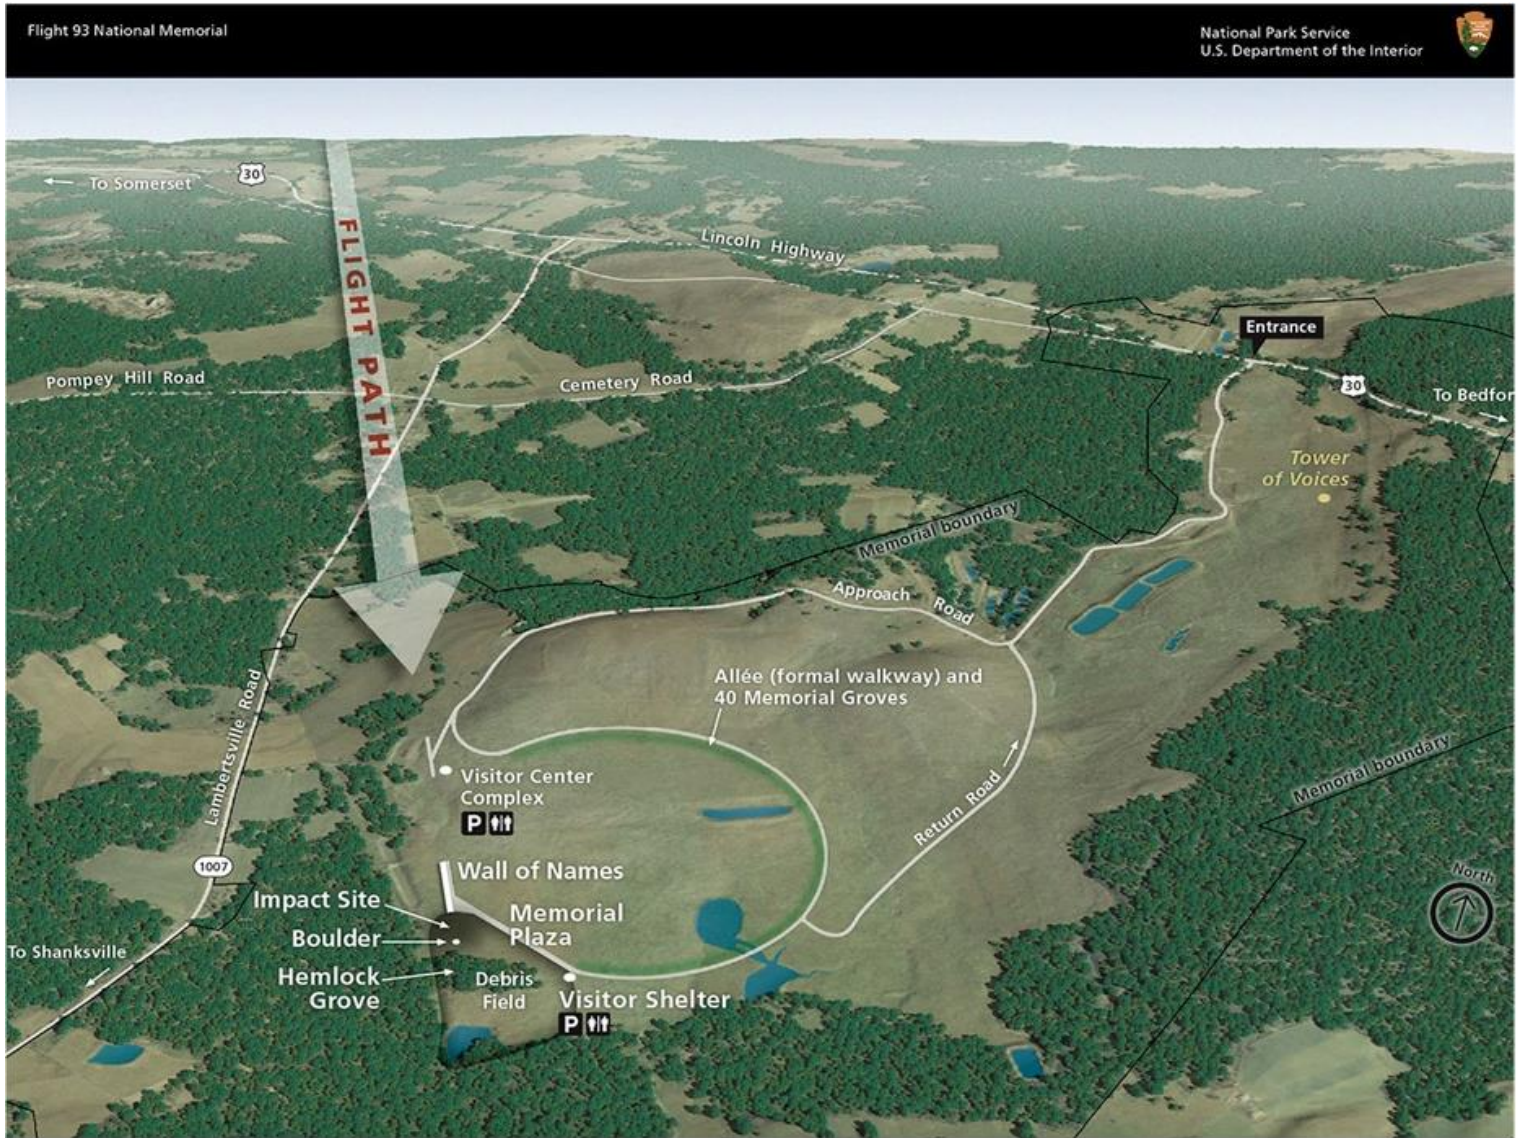 Flight 93 National Memorial
National Park Service
U.S. Department of the Interior
30
To Somerset
FLIGHT PATH
Lincoln Highway
Entrance
Pompey Hill Road
Cemetery Road
30
To Bedfor
Tower
of Voices
Memorial boundary
Approach Road
Allée (formal walkway) and
40 Memorial Groves
Lambertsville Road
Visitor Center
Complex
P
Return Road
Memorial boundary
1007
Wall of Names
Impact Site
Memorial
Plaza
Boulder
To Shanksville
Hemlock
Grove
Debris
Field
Visitor Shelter
P
North